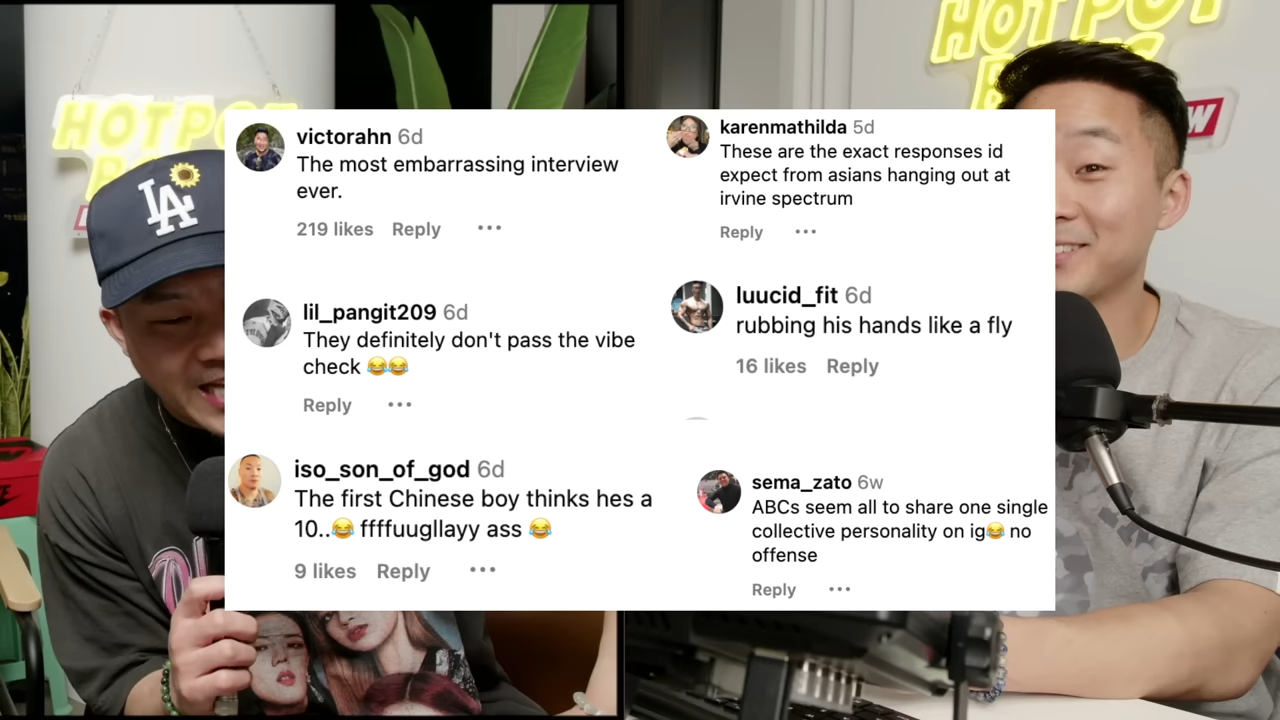 HOTPO
LA
HOTPOT
W
victorahn 6d
The most embarrassing interview
ever.
219 likes Reply
lil_pangit209 6d
They definitely don't pass the vibe
check 😂😂
Reply
iso_son_of_god 6d
The first Chinese boy thinks hes a
10..😂 ffffuugllayy ass 😂
9 likes Reply
karenmathilda 5d
These are the exact responses id
expect from asians hanging out at
irvine spectrum
Reply
luucid_fit 6d
rubbing his hands like a fly
16 likes Reply
sema_zato 6w
ABCs seem all to share one single
collective personality on ig😂 no
offense
Reply